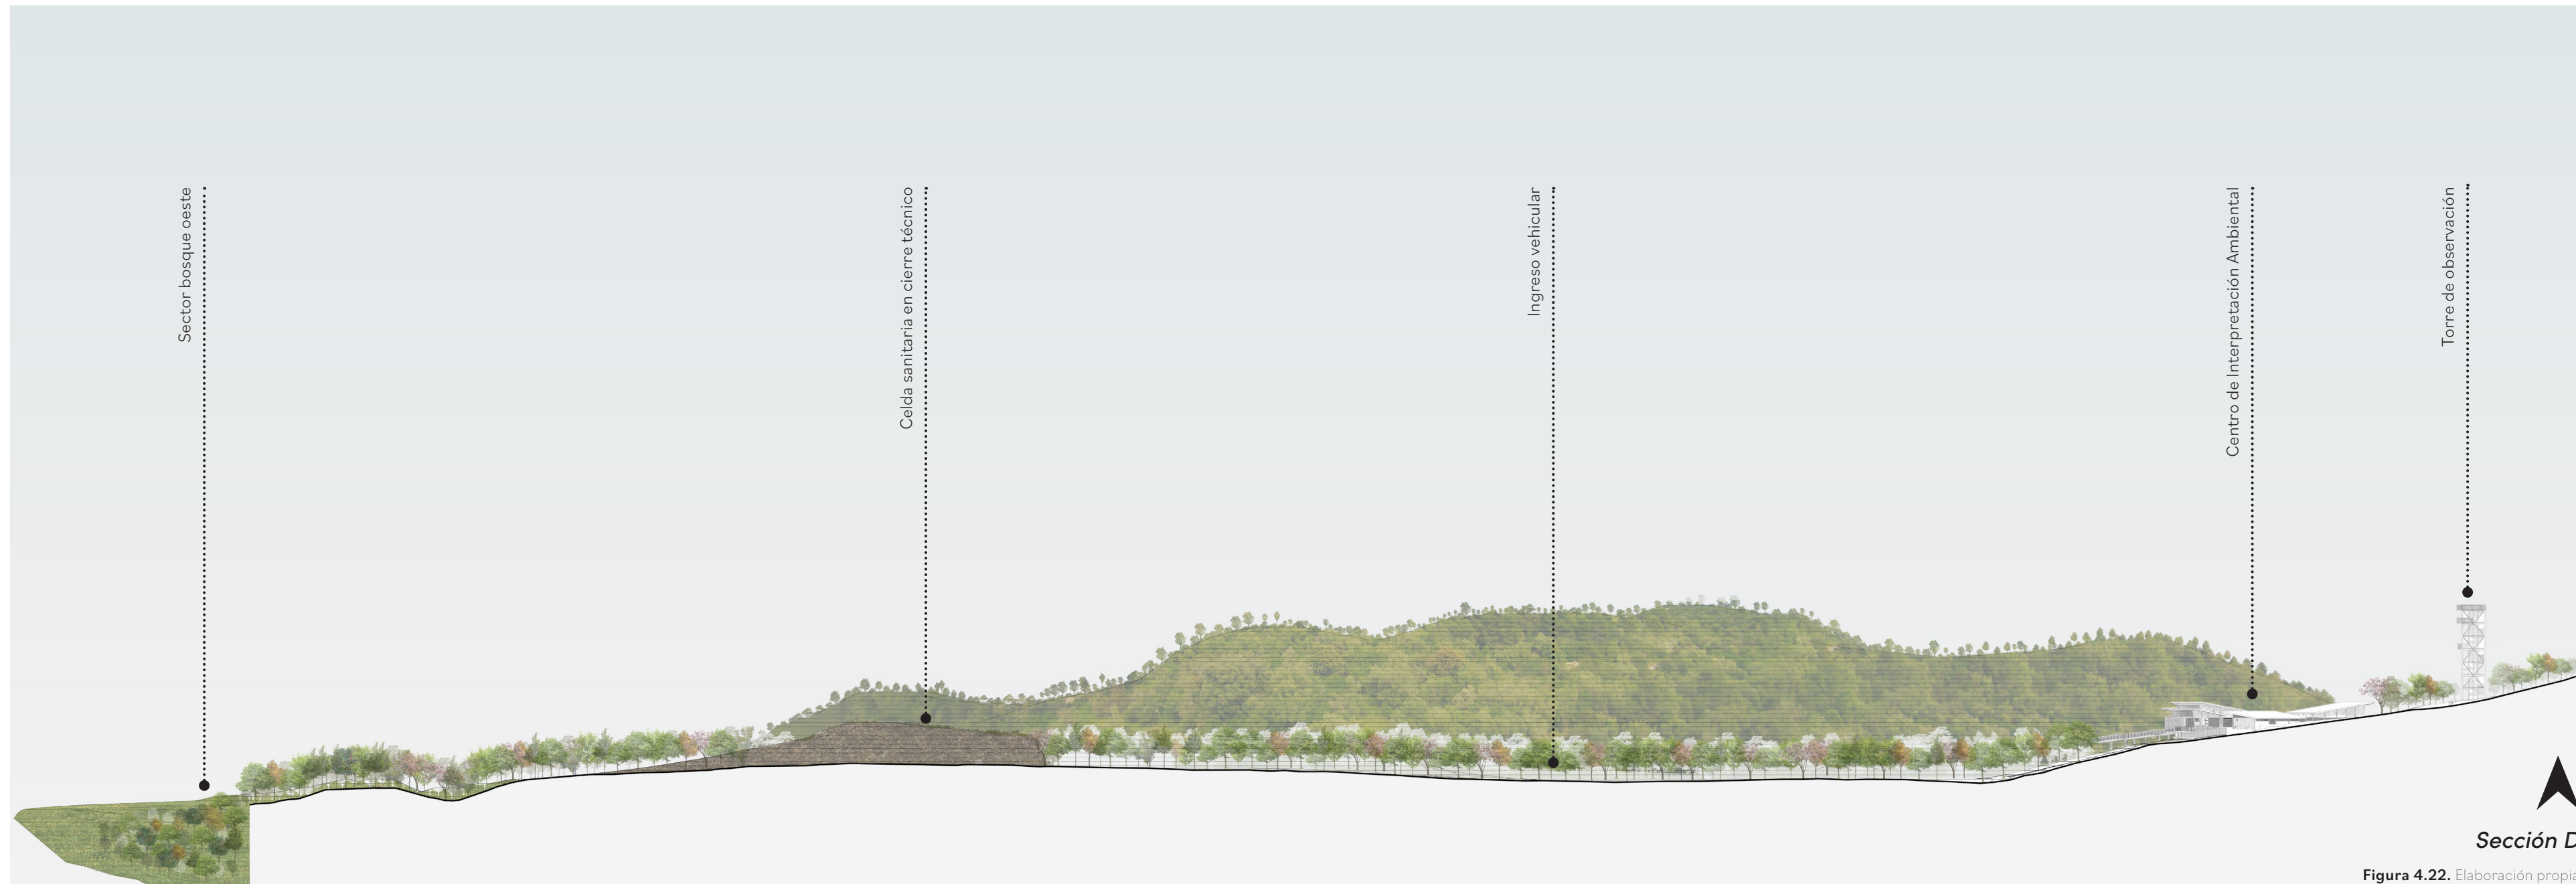 Sector bosque oeste
Celda sanitaria en cierre técnico
Ingreso vehicular
Centro de Interpretación Ambiental
Torre de observación
Sección D
Figura 4.22. Elaboración propia